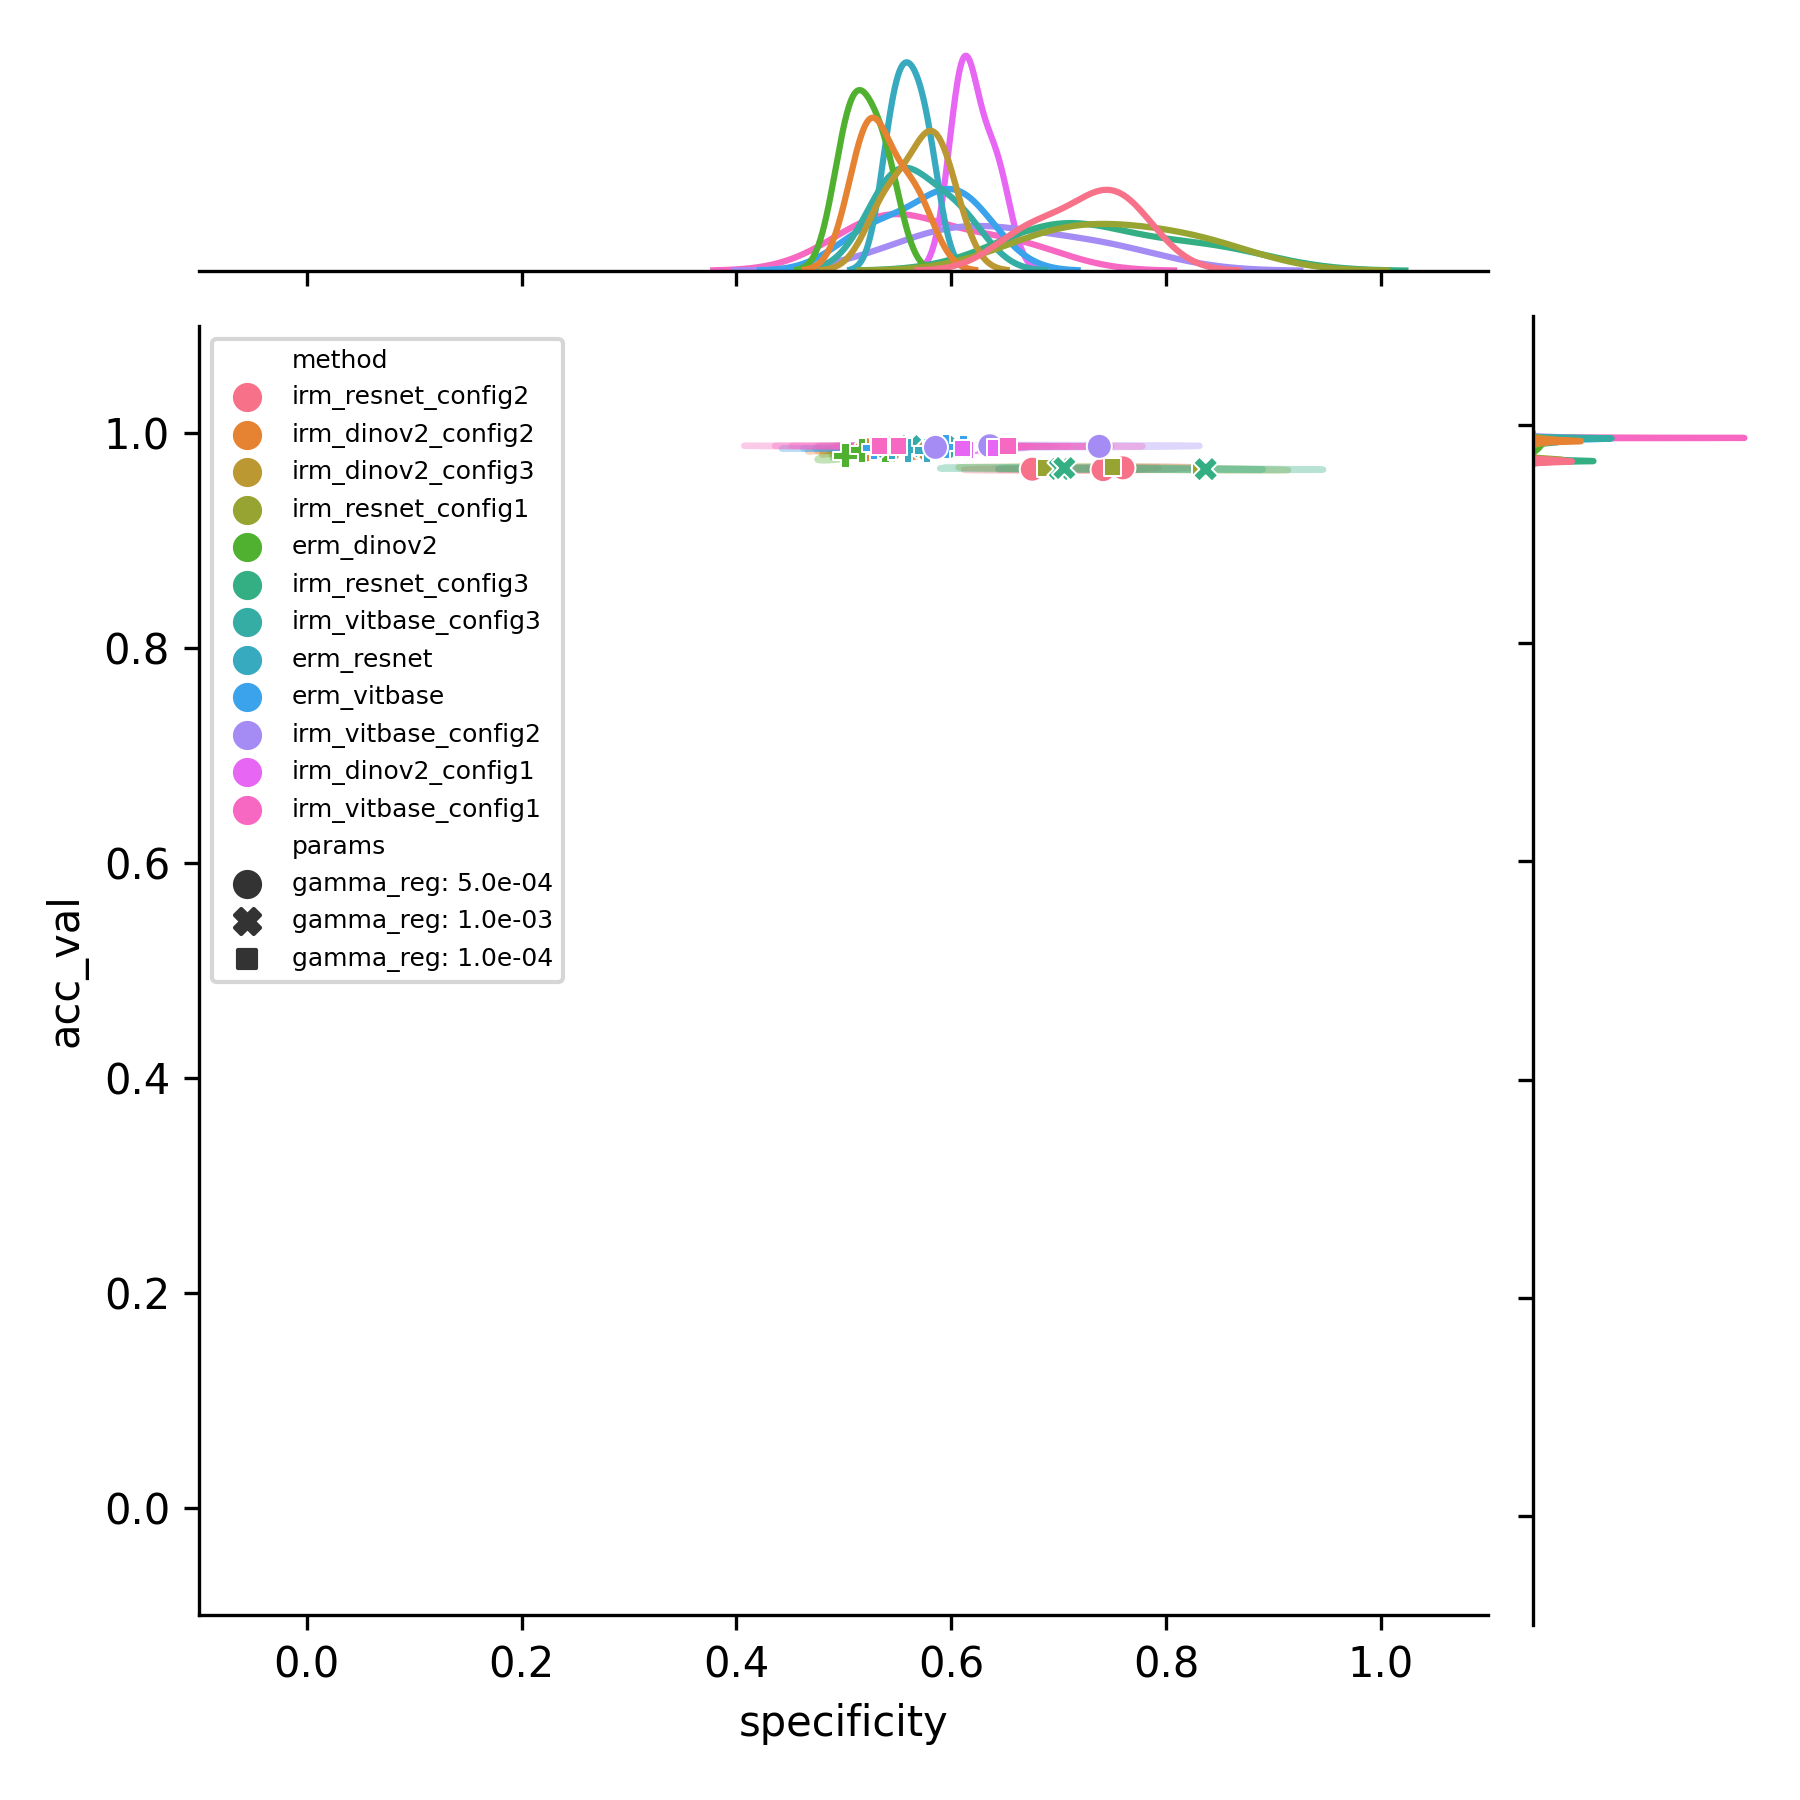 method
irm_resnet_config2
irm_dinov2_config2
irm_dinov2_config3
irm_resnet_config1
erm_dinov2
irm_resnet_config3
irm_vitbase_config3
erm_resnet
erm_vitbase
irm_vitbase_config2
irm_dinov2_config1
irm_vitbase_config1
params
gamma_reg: 5.0e-04
gamma_reg: 1.0e-03
gamma_reg: 1.0e-04
1.0
0.8
0.6
0.4
0.2
0.0
acc_val
0.0 0.2 0.4 0.6 0.8 1.0
specificity